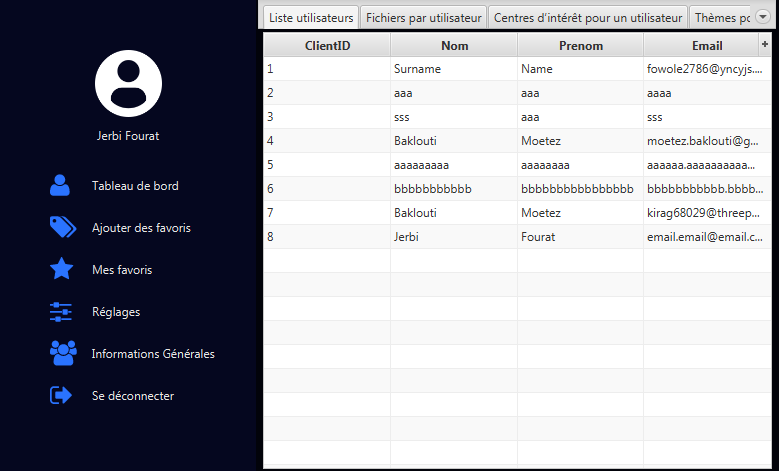 Jerbi Fourat
Tableau de bord
Ajouter des favoris
Mes favoris
Réglages
Informations Générales
Se déconnecter
Liste utilisateurs Fichiers par utilisateur Centres d'intérêt pour un utilisateur Thèmes po
ClientID Nom Prenom Email +
1 Surname Name fowole2786@yncyjs....
2 aaa aaa aaaa
3 sss aaa sss
4 Baklouti Moetez moetez.baklouti@g...
5 aaaaaaaaa aaaaaaaa aaaaaa.aaaaaaaaaa...
6 bbbbbbbbbbb bbbbbbbbbbbbbbbb bbbbbbbbbbb.bbbb...
7 Baklouti Moetez kirag68029@threep...
8 Jerbi Fourat email.email@email.c...